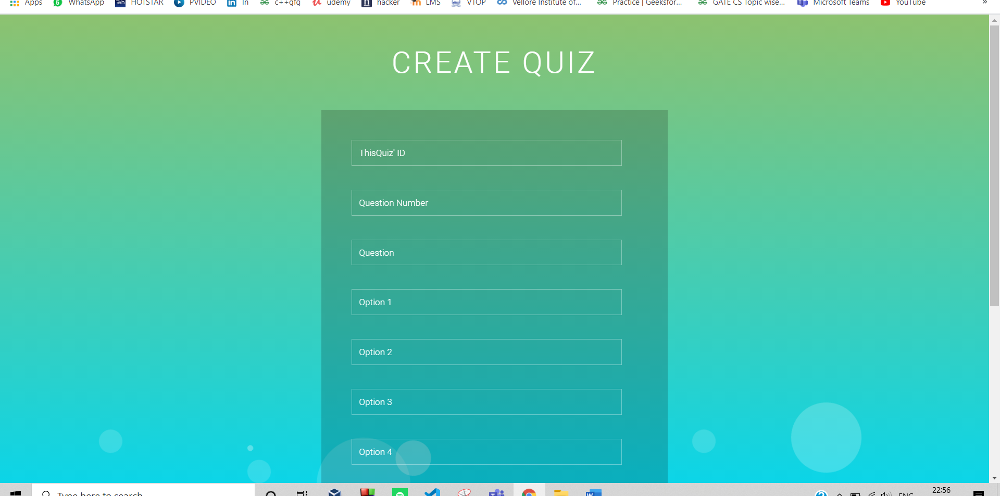 Apps WhatsApp HOTSTAR PVIDEO In c++gfg udemy hacker LMS VTOP Vellore Institute of... Practice | Geeksfor... GATE CS Topic wise... Microsoft Teams YouTube »
CREATE QUIZ
ThisQuiz' ID
Question Number
Question
Option 1
Option 2
Option 3
Option 4
Type here to search
ENG
22:56